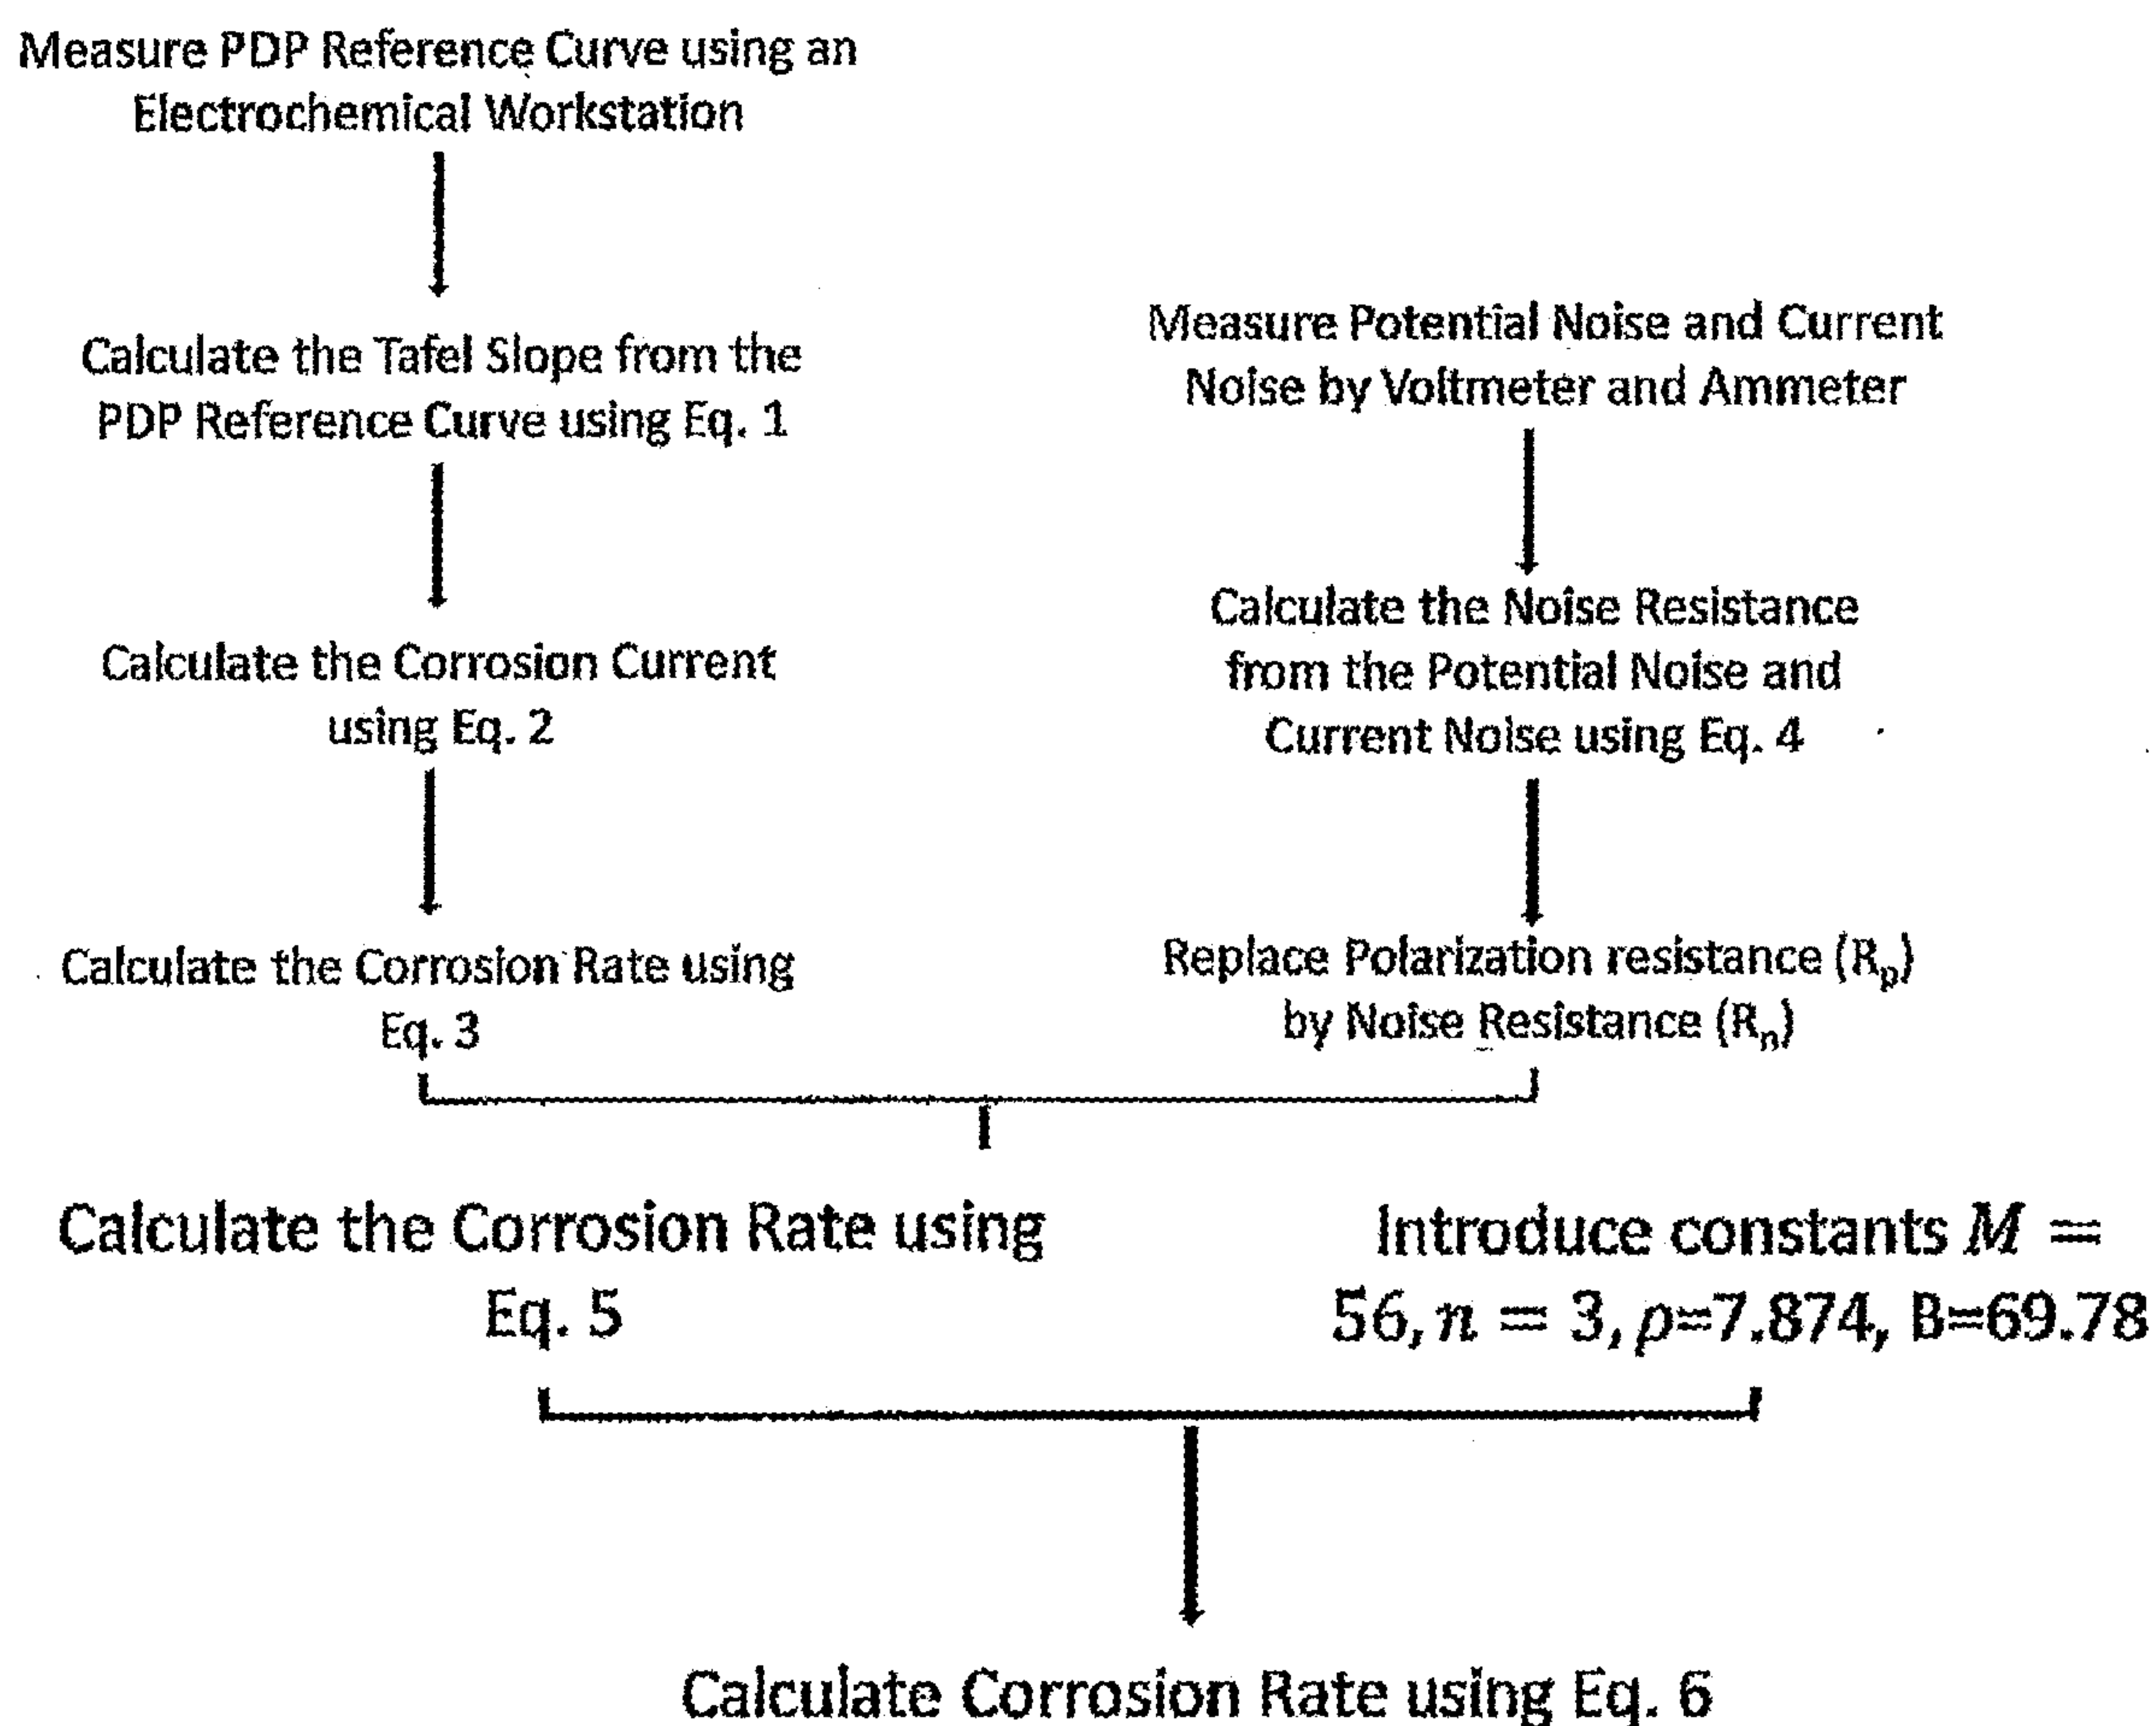 Measure PDP Reference Curve using an
Electrochemical Workstation
Calculate the Tafel Slope from the
PDP Reference Curve using Eq. 1
Calculate the Corrosion Current
using Eq. 2
Calculate the Corrosion Rate using
Eq. 3
Measure Potential Noise and Current
Noise by Voltmeter and Ammeter
Calculate the Noise Resistance
from the Potential Noise and
Current Noise using Eq. 4
Replace Polarization resistance (Rₚ)
by Noise Resistance (Rₙ)
Calculate the Corrosion Rate using
Eq. 5
Introduce constants M =
56, n = 3, ρ=7.874, B=69.78
Calculate Corrosion Rate using Eq. 6